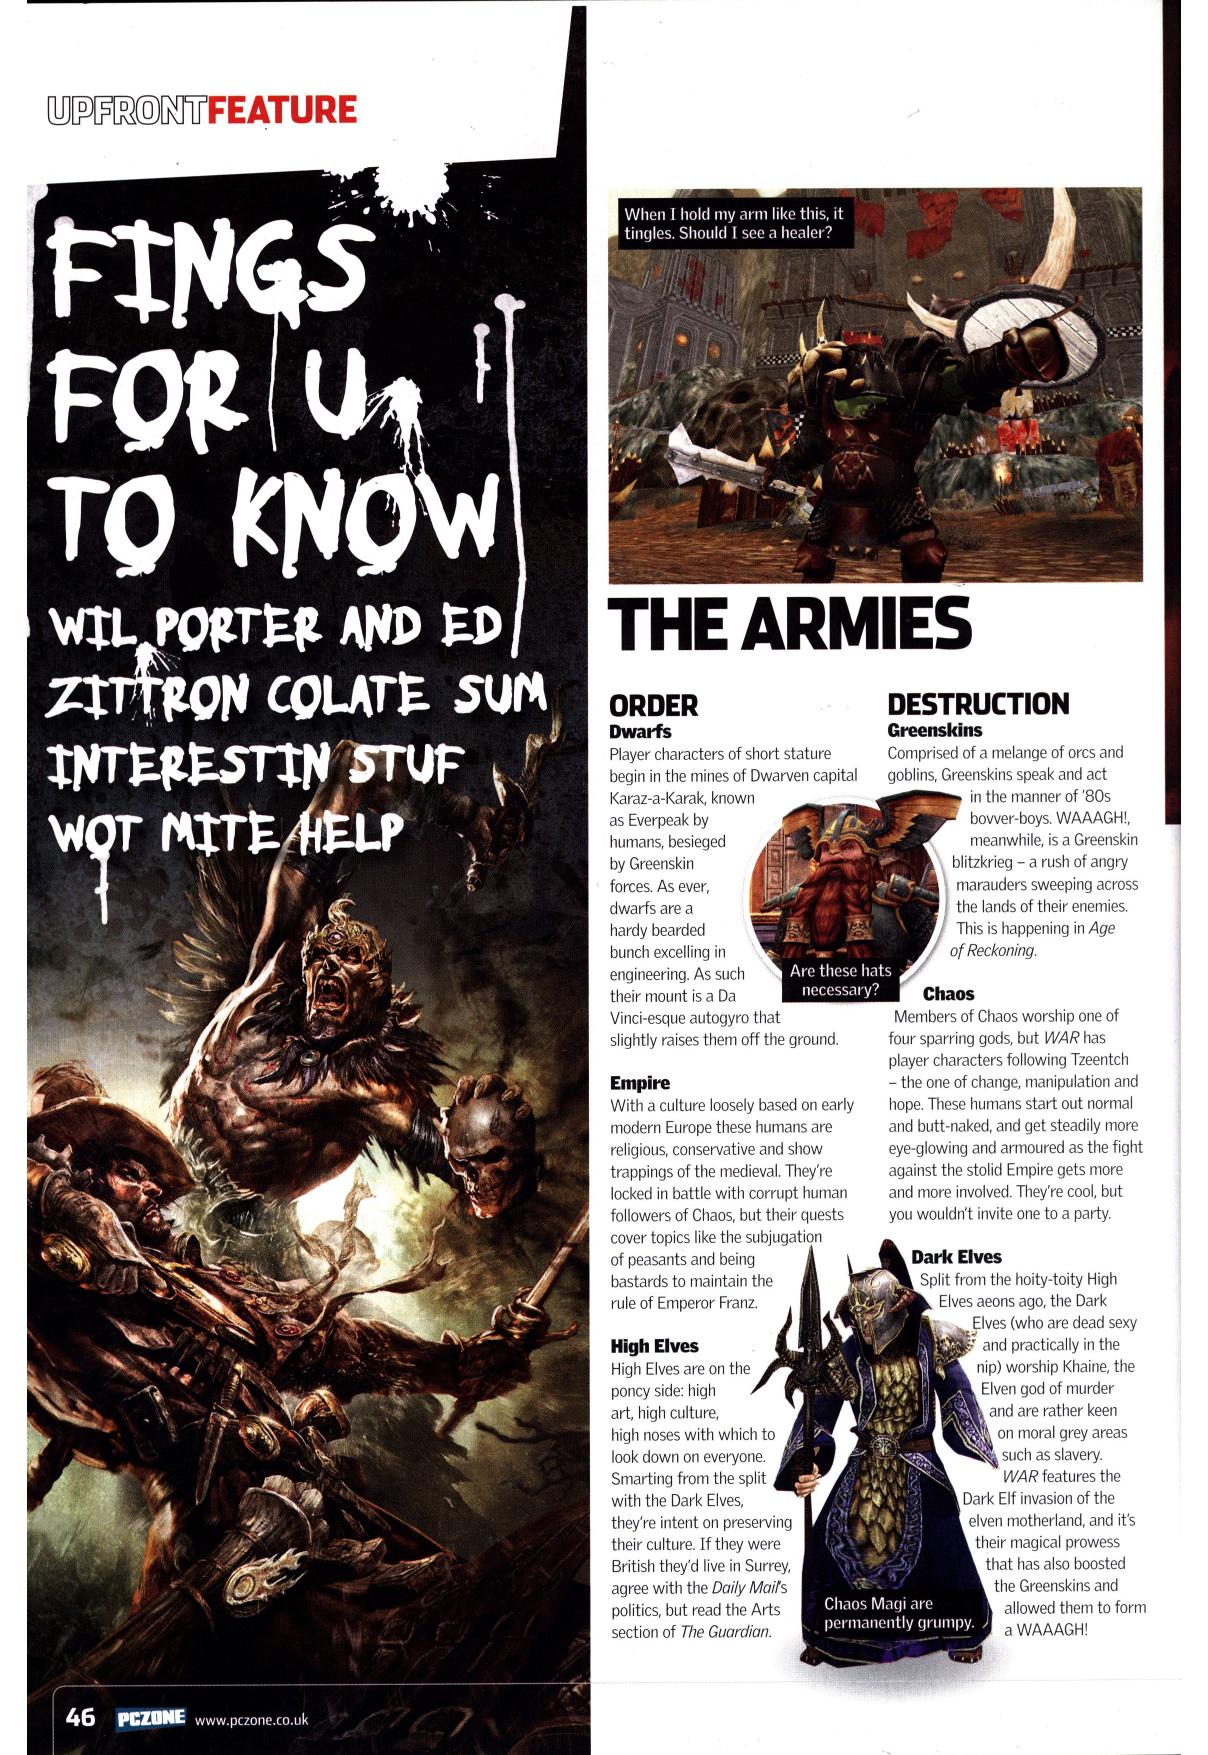 UPFRONTFEATURE
FINGS
FOR U
TO KNOW
WIL PORTER AND ED
ZITTRON COLATE SUM
INTERESTIN STUF
WOT MITE HELP
When I hold my arm like this, it
tingles. Should I see a healer?
THE ARMIES
ORDER
Dwarfs
Player characters of short stature
begin in the mines of Dwarven capital
Karaz-a-Karak, known
as Everpeak by
humans, besieged
by Greenskin
forces. As ever,
dwarfs are a
hardy bearded
bunch excelling in
engineering. As such
their mount is a Da
Vinci-esque autogyro that
slightly raises them off the ground.
Are these hats
necessary?
Empire
With a culture loosely based on early
modern Europe these humans are
religious, conservative and show
trappings of the medieval. They're
locked in battle with corrupt human
followers of Chaos, but their quests
cover topics like the subjugation
of peasants and being
bastards to maintain the
rule of Emperor Franz.
High Elves
High Elves are on the
poncy side: high
art, high culture,
high noses with which to
look down on everyone.
Smarting from the split
with the Dark Elves,
they're intent on preserving
their culture. If they were
British they'd live in Surrey,
agree with the Daily Mail's
politics, but read the Arts
section of The Guardian.
DESTRUCTION
Greenskins
Comprised of a melange of orcs and
goblins, Greenskins speak and act
in the manner of '80s
bovver-boys. WAAAGH!,
meanwhile, is a Greenskin
blitzkrieg – a rush of angry
marauders sweeping across
the lands of their enemies.
This is happening in Age
of Reckoning.
Chaos
Members of Chaos worship one of
four sparring gods, but WAR has
player characters following Tzeentch
– the one of change, manipulation and
hope. These humans start out normal
and butt-naked, and get steadily more
eye-glowing and armoured as the fight
against the stolid Empire gets more
and more involved. They're cool, but
you wouldn't invite one to a party.
Dark Elves
Split from the hoity-toity High
Elves aeons ago, the Dark
Elves (who are dead sexy
and practically in the
nip) worship Khaine, the
Elven god of murder
and are rather keen
on moral grey areas
such as slavery.
WAR features the
Dark Elf invasion of the
elven motherland, and it's
their magical prowess
that has also boosted
the Greenskins and
allowed them to form
a WAAAGH!
Chaos Magi are
permanently grumpy.
46 PCZONE www.pczone.co.uk